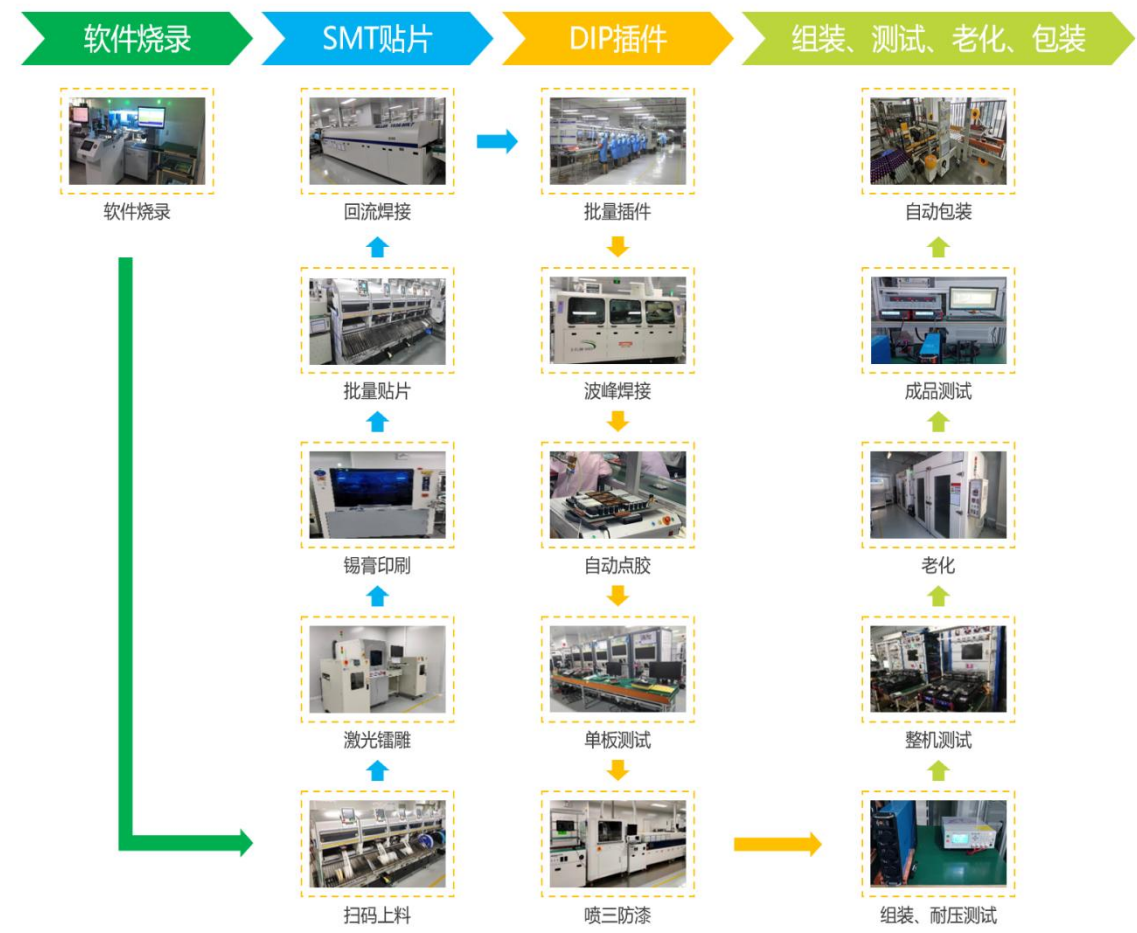 软件烧录
SMT贴片
DIP插件
组装、测试、老化、包装
软件烧录
回流焊接
批量插件
自动包装
批量贴片
波峰焊接
成品测试
锡膏印刷
自动点胶
老化
激光镭雕
单板测试
整机测试
扫码上料
喷三防漆
组装、耐压测试